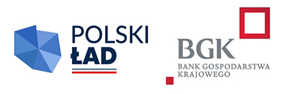 POLSKI
ŁAD
BGK
BANK GOSPODARSTWA
KRAJOWEGO